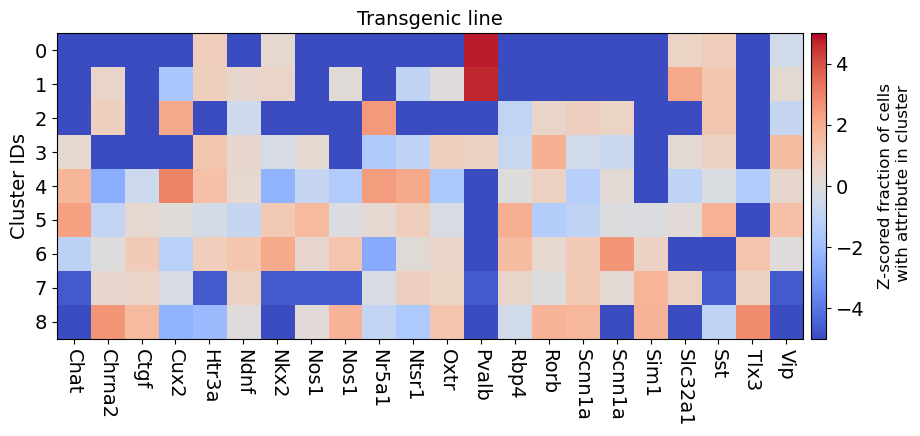 Transgenic line
Cluster IDs
0
1
2
3
4
5
6
7
8
Chat
Chrna2
Ctgf
Cux2
Htr3a
Ndnf
Nkx2
Nos1
Nos1
Nr5a1
Ntsr1
Oxtr
Pvalb
Rbp4
Rorb
Scnn1a
Scnn1a
Sim1
Slc32a1
Sst
Tlx3
Vip
4
2
0
−2
−4
Z-scored fraction of cells
with attribute in cluster